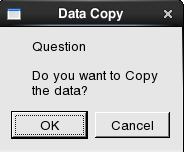 Data Copy
Question
Do you want to Copy
the data?
OK
Cancel